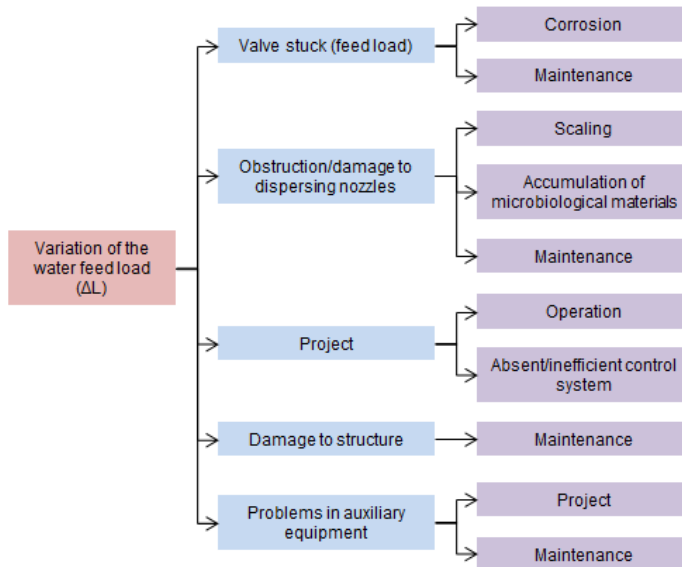 Variation of the
water feed load
(ΔL)
Valve stuck (feed load)
Corrosion
Maintenance
Obstruction/damage to
dispersing nozzles
Scaling
Accumulation of
microbiological materials
Maintenance
Project
Operation
Absent/inefficient control
system
Damage to structure
Maintenance
Problems in auxiliary
equipment
Project
Maintenance